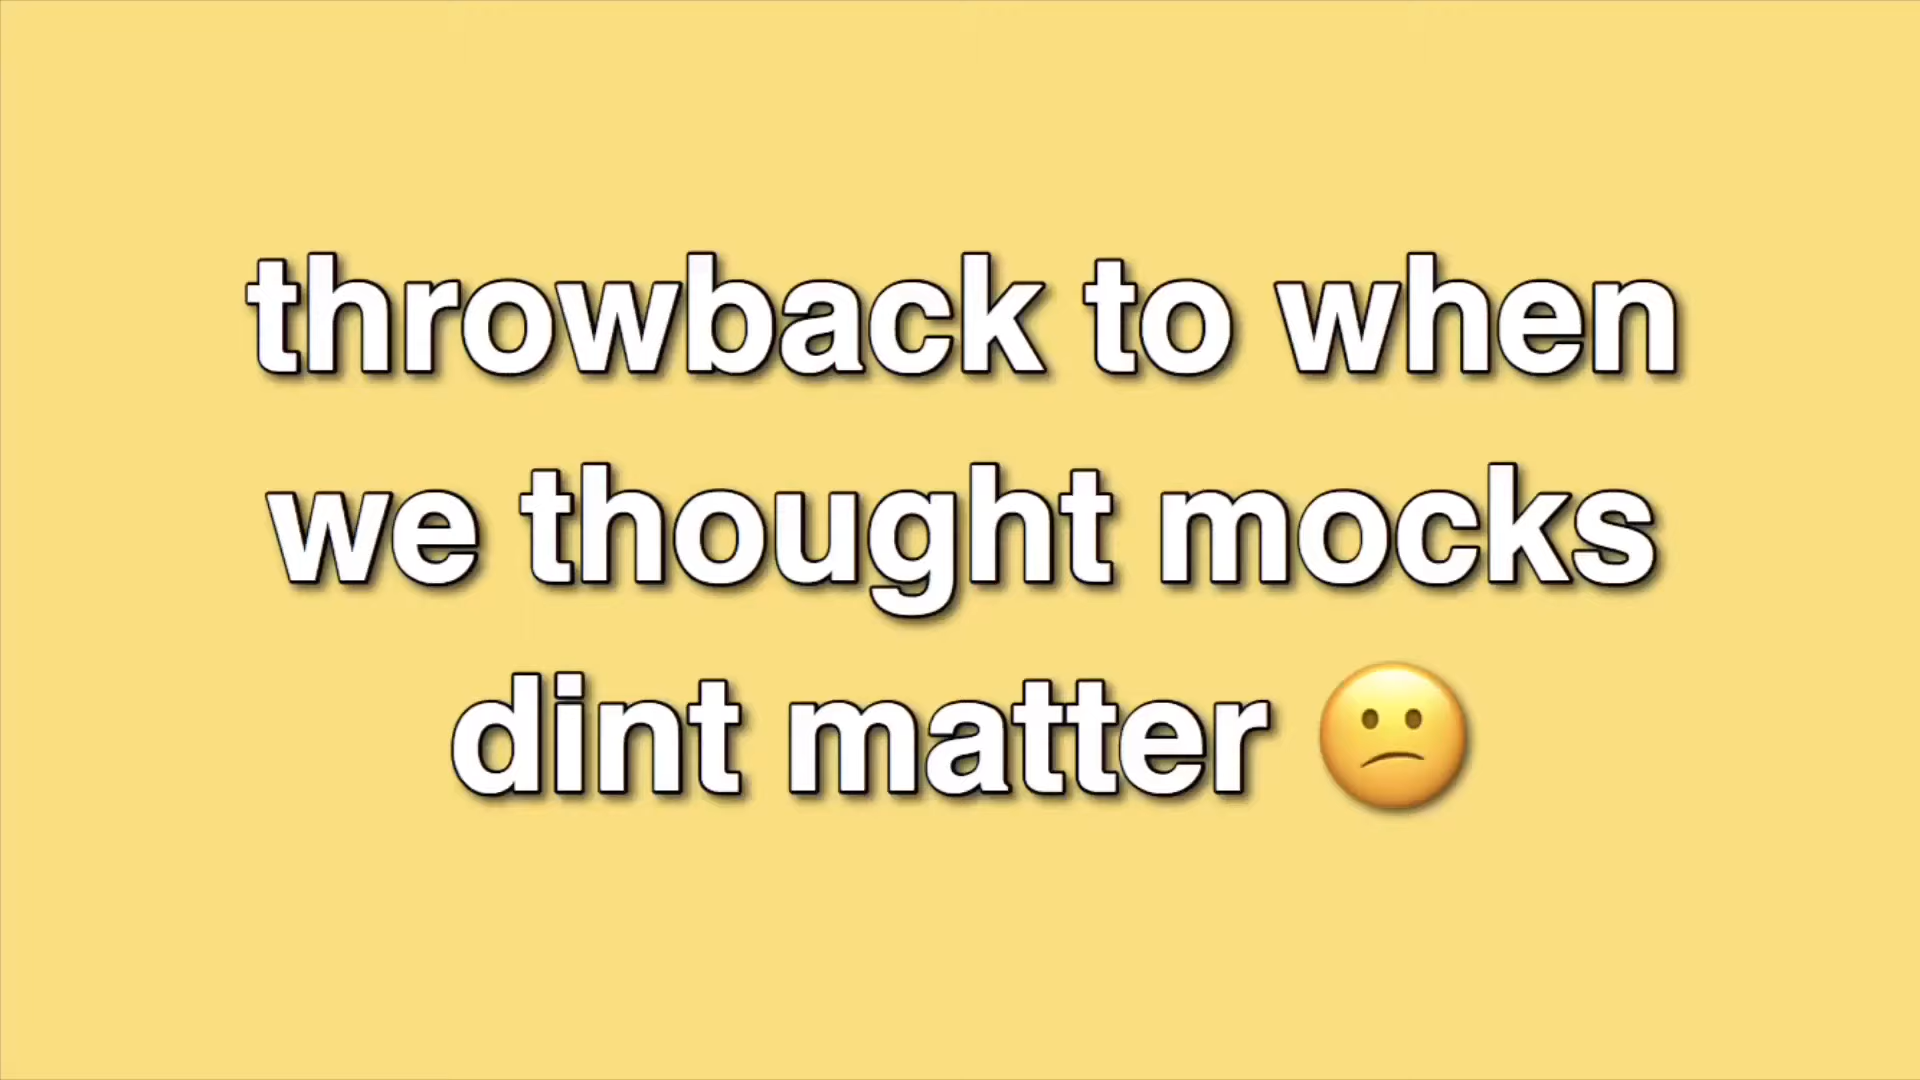 throwback to when
we thought mocks
dint matter 😕